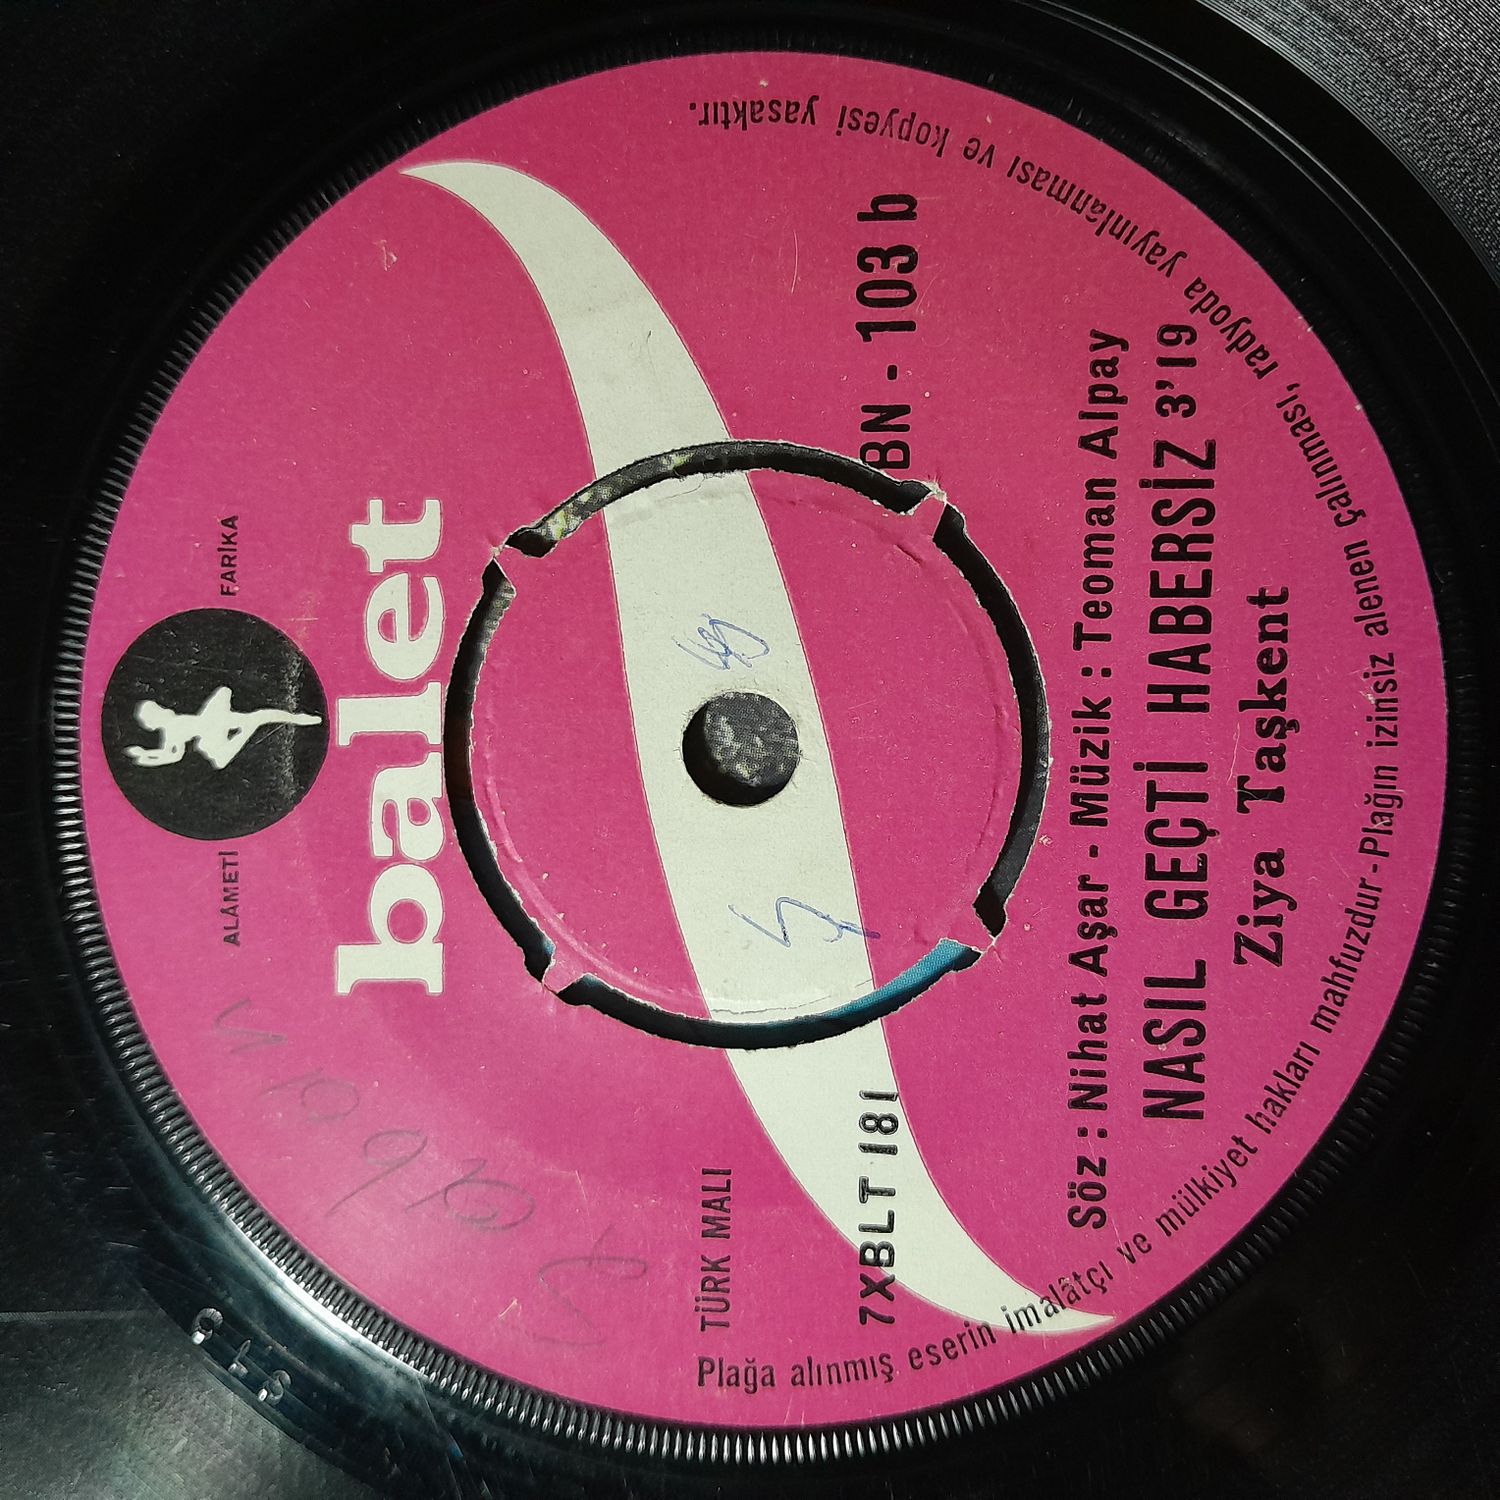 ALÂMETİ FARİKA
balet
TÜRK MALI
7XBLT 181
BN - 103 b
Söz : Nihat Aşar - Müzik : Teoman Alpay
NASIL GEÇTİ HABERSİZ 3'19
Ziya Taşkent
Plağa alınmış eserin imalâtçı ve mülkiyet hakları mahfuzdur - Plağın izinsiz alenen çalınması, radyoda yayınlanması ve kopyesi yasaktır.